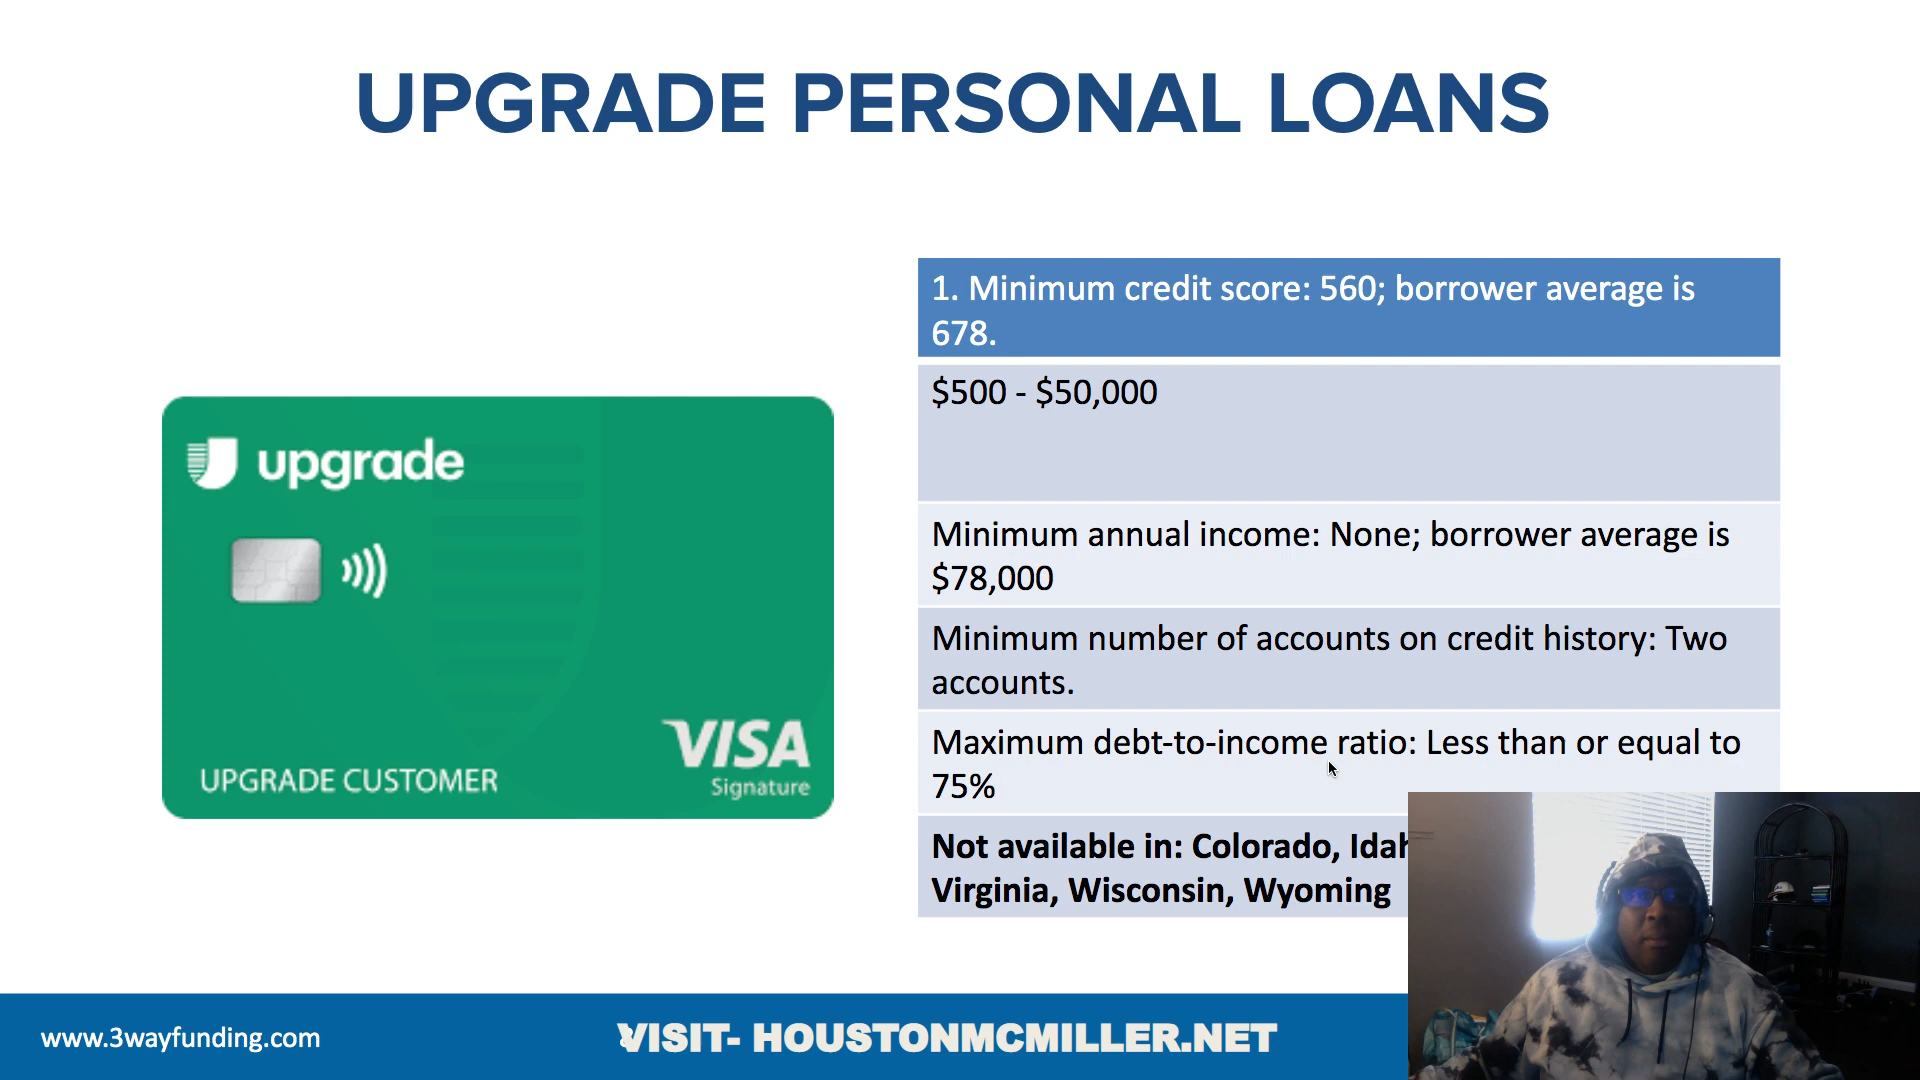 UPGRADE PERSONAL LOANS
1. Minimum credit score: 560; borrower average is
678.
$500 - $50,000
Minimum annual income: None; borrower average is
$78,000
Minimum number of accounts on credit history: Two
accounts.
Maximum debt-to-income ratio: Less than or equal to
75%
Not available in: Colorado,
Virginia, Wisconsin, Wyoming
upgrade
VISA
Signature
UPGRADE CUSTOMER
www.3wayfunding.com
VISIT- HOUSTONMCMILLER.NET